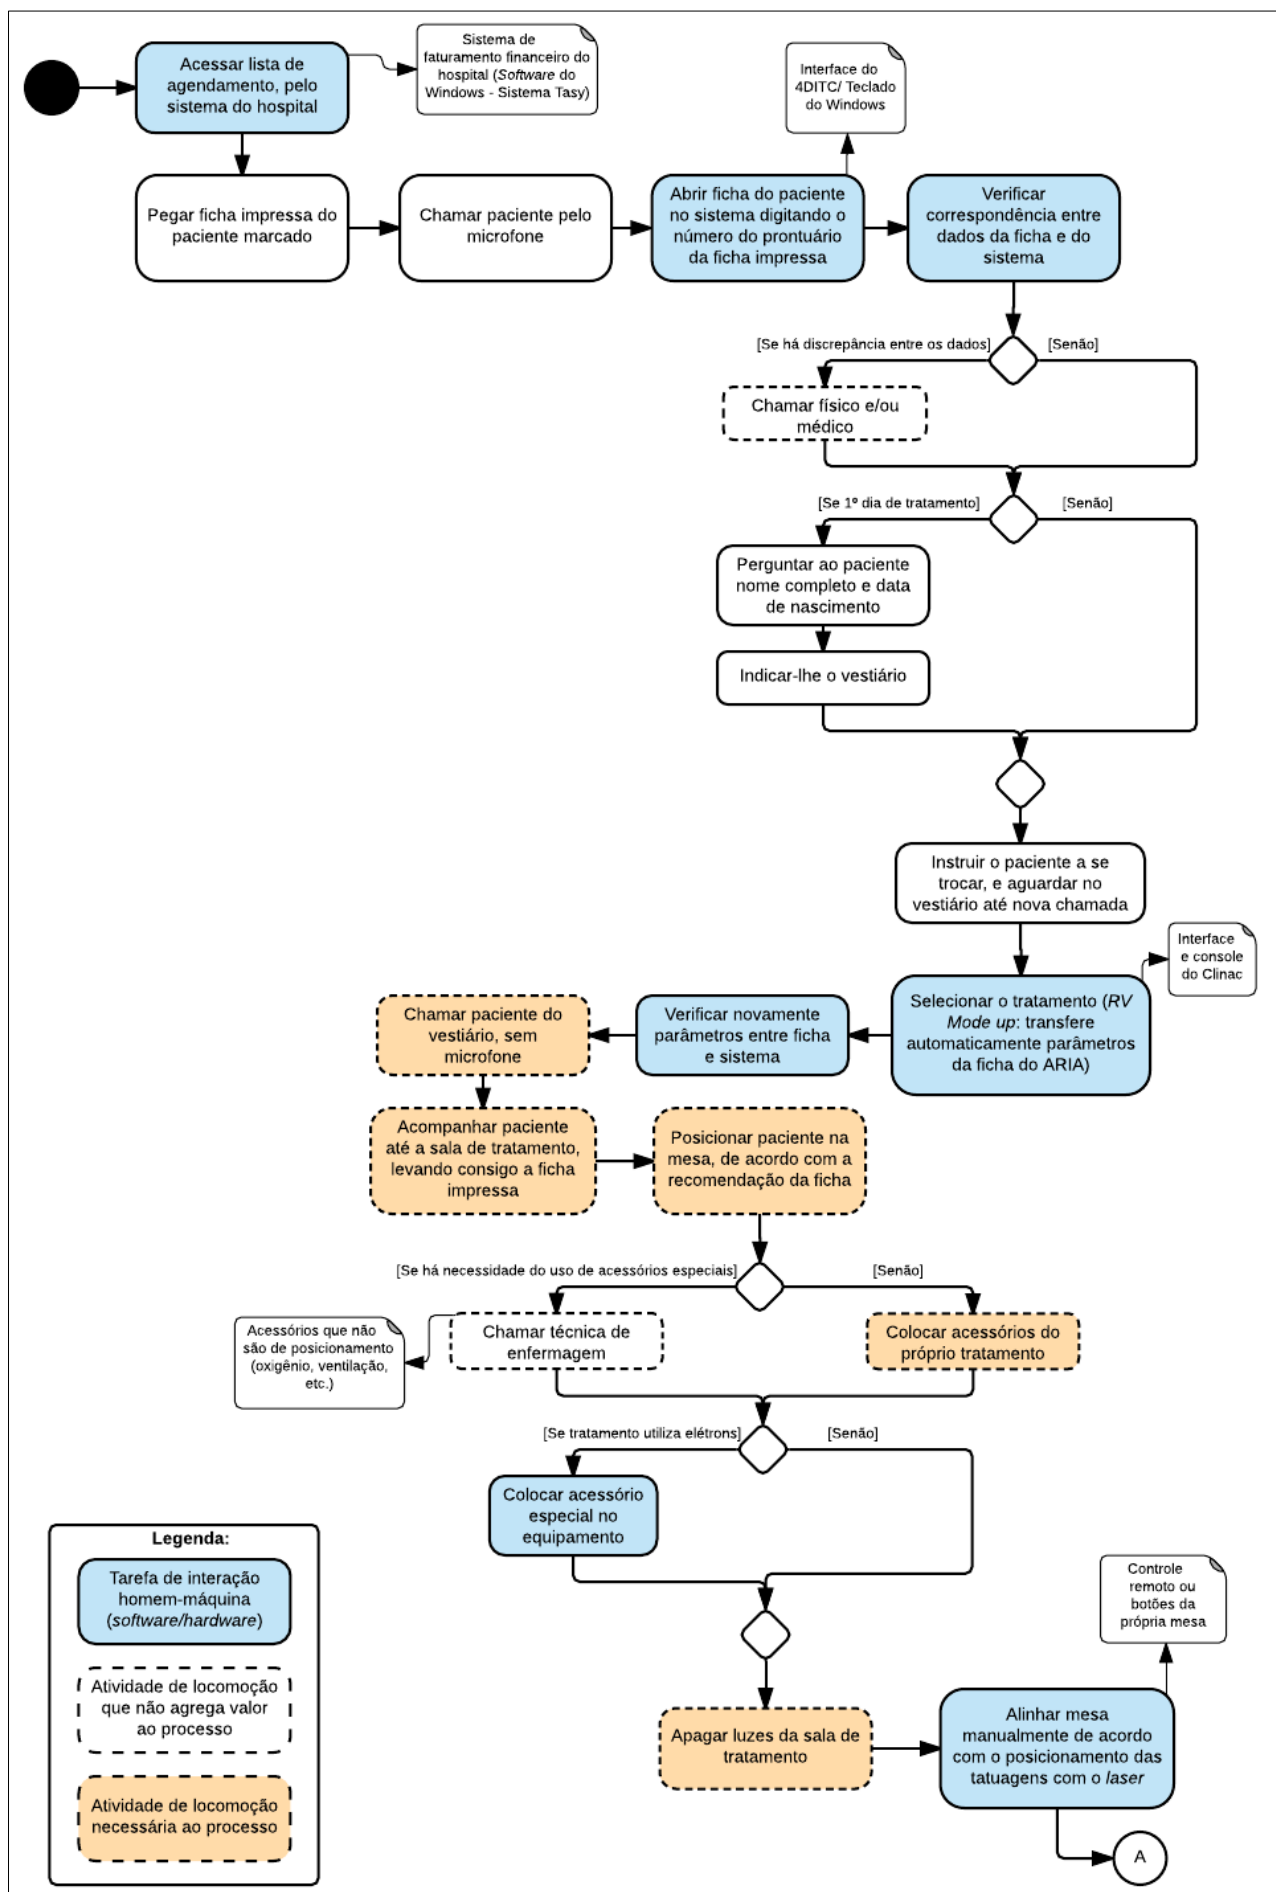 Acessar lista de
agendamento, pelo
sistema do hospital
Sistema de
faturamento financeiro do
hospital (Software do
Windows - Sistema Tasy)
Interface do
4DITC/ Teclado
do Windows
Pegar ficha impressa do
paciente marcado
Chamar paciente pelo
microfone
Abrir ficha do paciente
no sistema digitando o
número do prontuário
da ficha impressa
Verificar
correspondência entre
dados da ficha e do
sistema
[Se há discrepância entre os dados]
[Senão]
Chamar físico e/ou
médico
[Se 1º dia de tratamento]
[Senão]
Perguntar ao paciente
nome completo e data
de nascimento
Indicar-lhe o vestiário
Instruir o paciente a se
trocar, e aguardar no
vestiário até nova chamada
Interface
e console
do Clinac
Selecionar o tratamento (RV
Mode up: transfere
automaticamente parâmetros
da ficha do ARIA)
Verificar novamente
parâmetros entre ficha
e sistema
Chamar paciente do
vestiário, sem
microfone
Acompanhar paciente
até a sala de tratamento,
levando consigo a ficha
impressa
Posicionar paciente na
mesa, de acordo com a
recomendação da ficha
[Se há necessidade do uso de acessórios especiais]
[Senão]
Acessórios que não
são de posicionamento
(oxigênio, ventilação,
etc.)
Chamar técnica de
enfermagem
Colocar acessórios do
próprio tratamento
[Se tratamento utiliza elétrons]
[Senão]
Colocar acessório
especial no
equipamento
Controle
remoto ou
botões da
própria mesa
Apagar luzes da sala de
tratamento
Alinhar mesa
manualmente de acordo
com o posicionamento das
tatuagens com o laser
A
Legenda:
Tarefa de interação
homem-máquina
(software/hardware)
Atividade de locomoção
que não agrega valor
ao processo
Atividade de locomoção
necessária ao processo